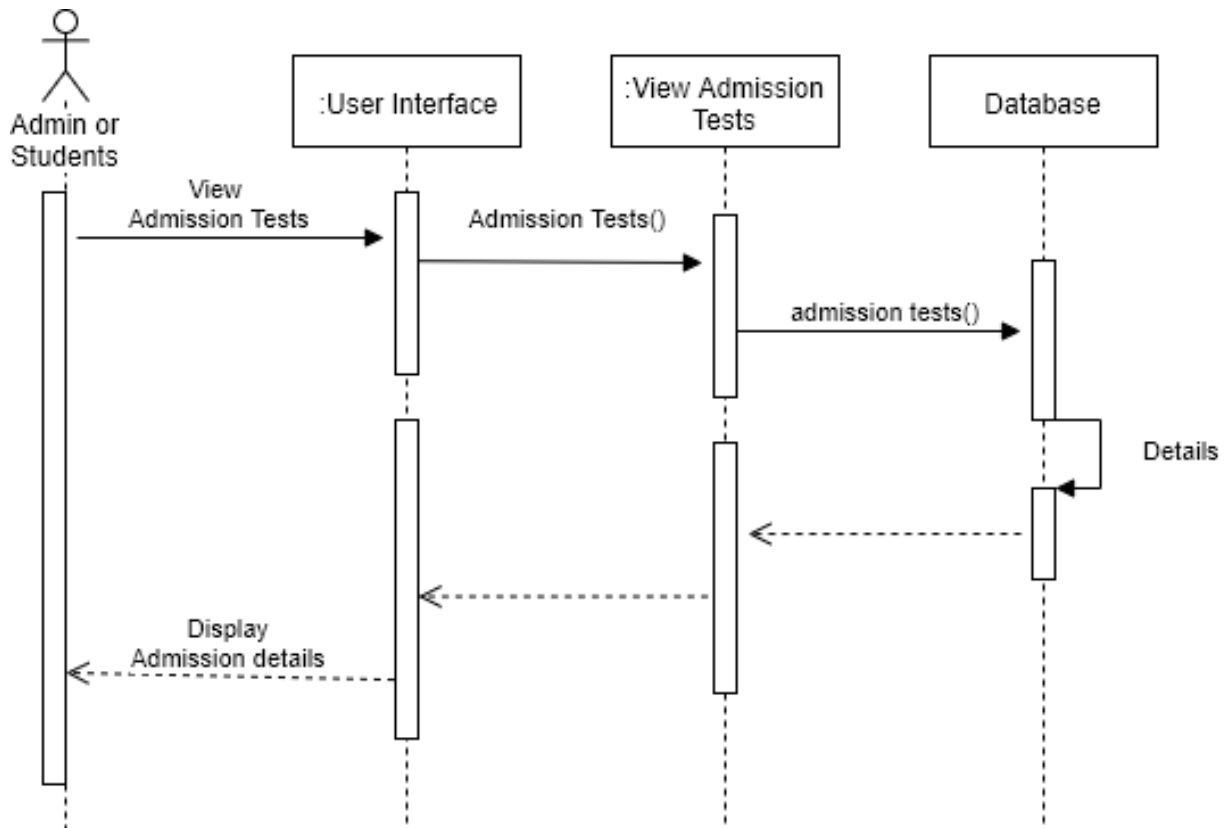 Admin or
Students
:User Interface
:View Admission
Tests
Database
View
Admission Tests
Admission Tests()
admission tests()
Details
Display
Admission details